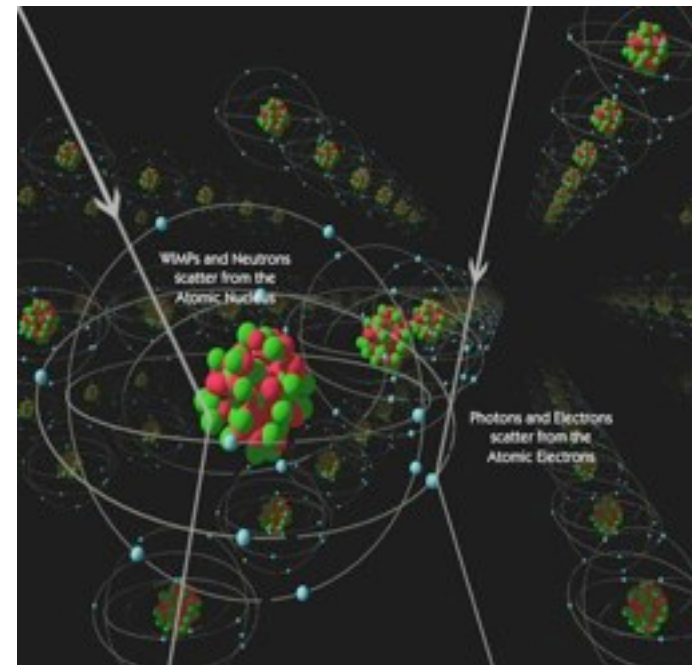 WIMPs and Neutrons
scatter from the
Atomic Nucleus
Photons and Electrons
scatter from the
Atomic Electrons